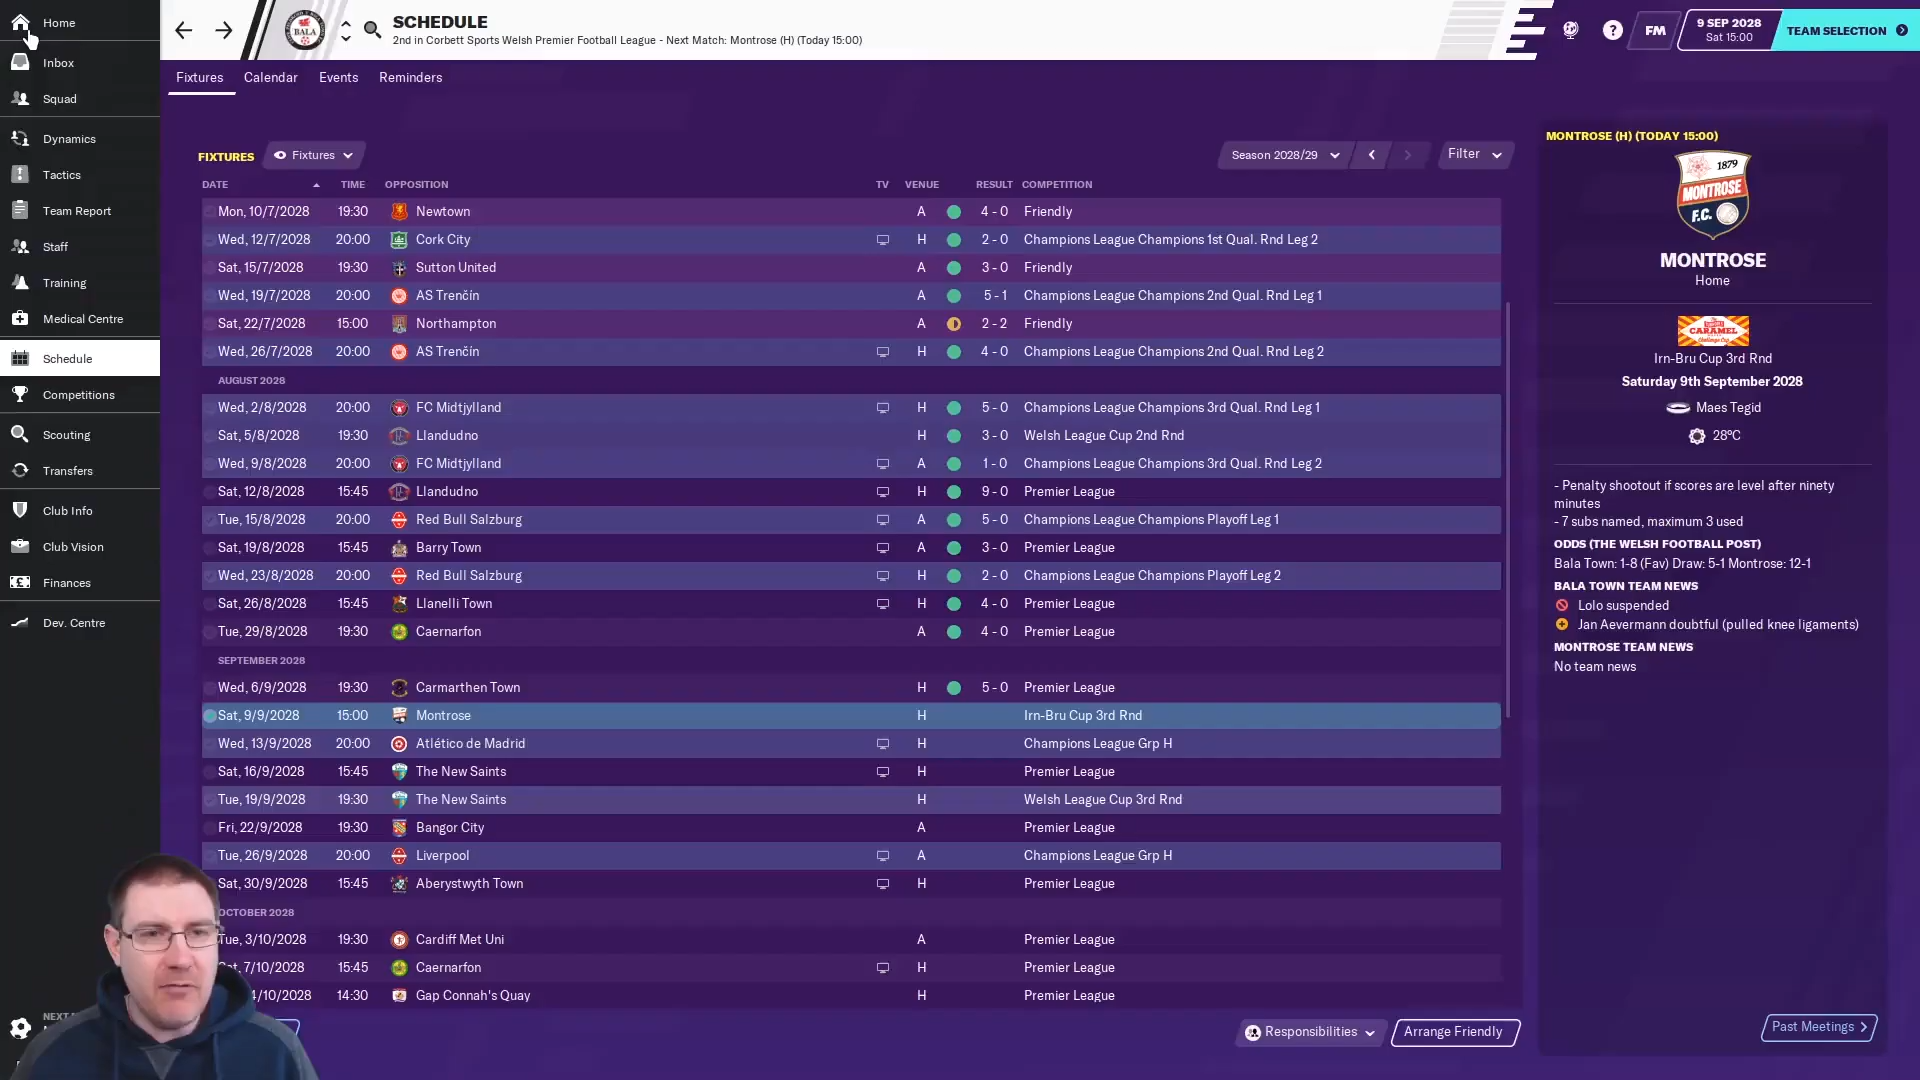 Home
Inbox
Squad
Dynamics
Tactics
Team Report
Staff
Training
Medical Centre
Schedule
Competitions
Scouting
Transfers
Club Info
Club Vision
Finances
Dev. Centre
BALA
SCHEDULE
2nd in Corbett Sports Welsh Premier Football League - Next Match: Montrose (H) (Today 15:00)
FM
9 SEP 2028
Sat 15:00
TEAM SELECTION
Fixtures Calendar Events Reminders
FIXTURES Fixtures Season 2028/29 Filter
DATE TIME OPPOSITION TV VENUE RESULT COMPETITION
Mon, 10/7/2028 19:30 Newtown A 4 - 0 Friendly
Wed, 12/7/2028 20:00 Cork City H 2 - 0 Champions League Champions 1st Qual. Rnd Leg 2
Sat, 15/7/2028 19:30 Sutton United A 3 - 0 Friendly
Wed, 19/7/2028 20:00 AS Trenčín A 5 - 1 Champions League Champions 2nd Qual. Rnd Leg 1
Sat, 22/7/2028 15:00 Northampton A 2 - 2 Friendly
Wed, 26/7/2028 20:00 AS Trenčín H 4 - 0 Champions League Champions 2nd Qual. Rnd Leg 2
AUGUST 2028
Wed, 2/8/2028 20:00 FC Midtjylland H 5 - 0 Champions League Champions 3rd Qual. Rnd Leg 1
Sat, 5/8/2028 19:30 Llandudno H 3 - 0 Welsh League Cup 2nd Rnd
Wed, 9/8/2028 20:00 FC Midtjylland A 1 - 0 Champions League Champions 3rd Qual. Rnd Leg 2
Sat, 12/8/2028 15:45 Llandudno H 9 - 0 Premier League
Tue, 15/8/2028 20:00 Red Bull Salzburg A 5 - 0 Champions League Champions Playoff Leg 1
Sat, 19/8/2028 15:45 Barry Town A 3 - 0 Premier League
Wed, 23/8/2028 20:00 Red Bull Salzburg H 2 - 0 Champions League Champions Playoff Leg 2
Sat, 26/8/2028 15:45 Llanelli Town H 4 - 0 Premier League
Tue, 29/8/2028 19:30 Caernarfon A 4 - 0 Premier League
SEPTEMBER 2028
Wed, 6/9/2028 19:30 Carmarthen Town H 5 - 0 Premier League
Sat, 9/9/2028 15:00 Montrose H Irn-Bru Cup 3rd Rnd
Wed, 13/9/2028 20:00 Atlético de Madrid H Champions League Grp H
Sat, 16/9/2028 15:45 The New Saints H Premier League
Tue, 19/9/2028 19:30 The New Saints H Welsh League Cup 3rd Rnd
Fri, 22/9/2028 19:30 Bangor City A Premier League
Tue, 26/9/2028 20:00 Liverpool A Champions League Grp H
Sat, 30/9/2028 15:45 Aberystwyth Town H Premier League
OCTOBER 2028
Tue, 3/10/2028 19:30 Cardiff Met Uni A Premier League
Sat, 7/10/2028 15:45 Caernarfon H Premier League
4/10/2028 14:30 Gap Connah's Quay H Premier League
NEXT
Responsibilities Arrange Friendly
MONTROSE (H) (TODAY 15:00)
1879
MONTROSE
F.C.
MONTROSE
Home
CARAMEL
Irn-Bru Cup 3rd Rnd
Saturday 9th September 2028
Maes Tegid
28°C
- Penalty shootout if scores are level after ninety
minutes
- 7 subs named, maximum 3 used
ODDS (THE WELSH FOOTBALL POST)
Bala Town: 1-8 (Fav) Draw: 5-1 Montrose: 12-1
BALA TOWN TEAM NEWS
Lolo suspended
Jan Aevermann doubtful (pulled knee ligaments)
MONTROSE TEAM NEWS
No team news
Past Meetings